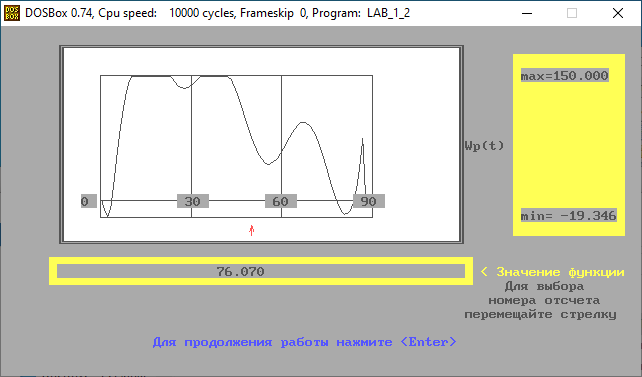 DOSBox 0.74, Cpu speed: 10000 cycles, Frameskip 0, Program: LAB_1_2
max=150.000
Wp(t)
0 30 60 90
min= -19.346
76.070
< Значение функции
Для выбора
номера отсчета
перемещайте стрелку
Для продолжения работы нажмите <Enter>